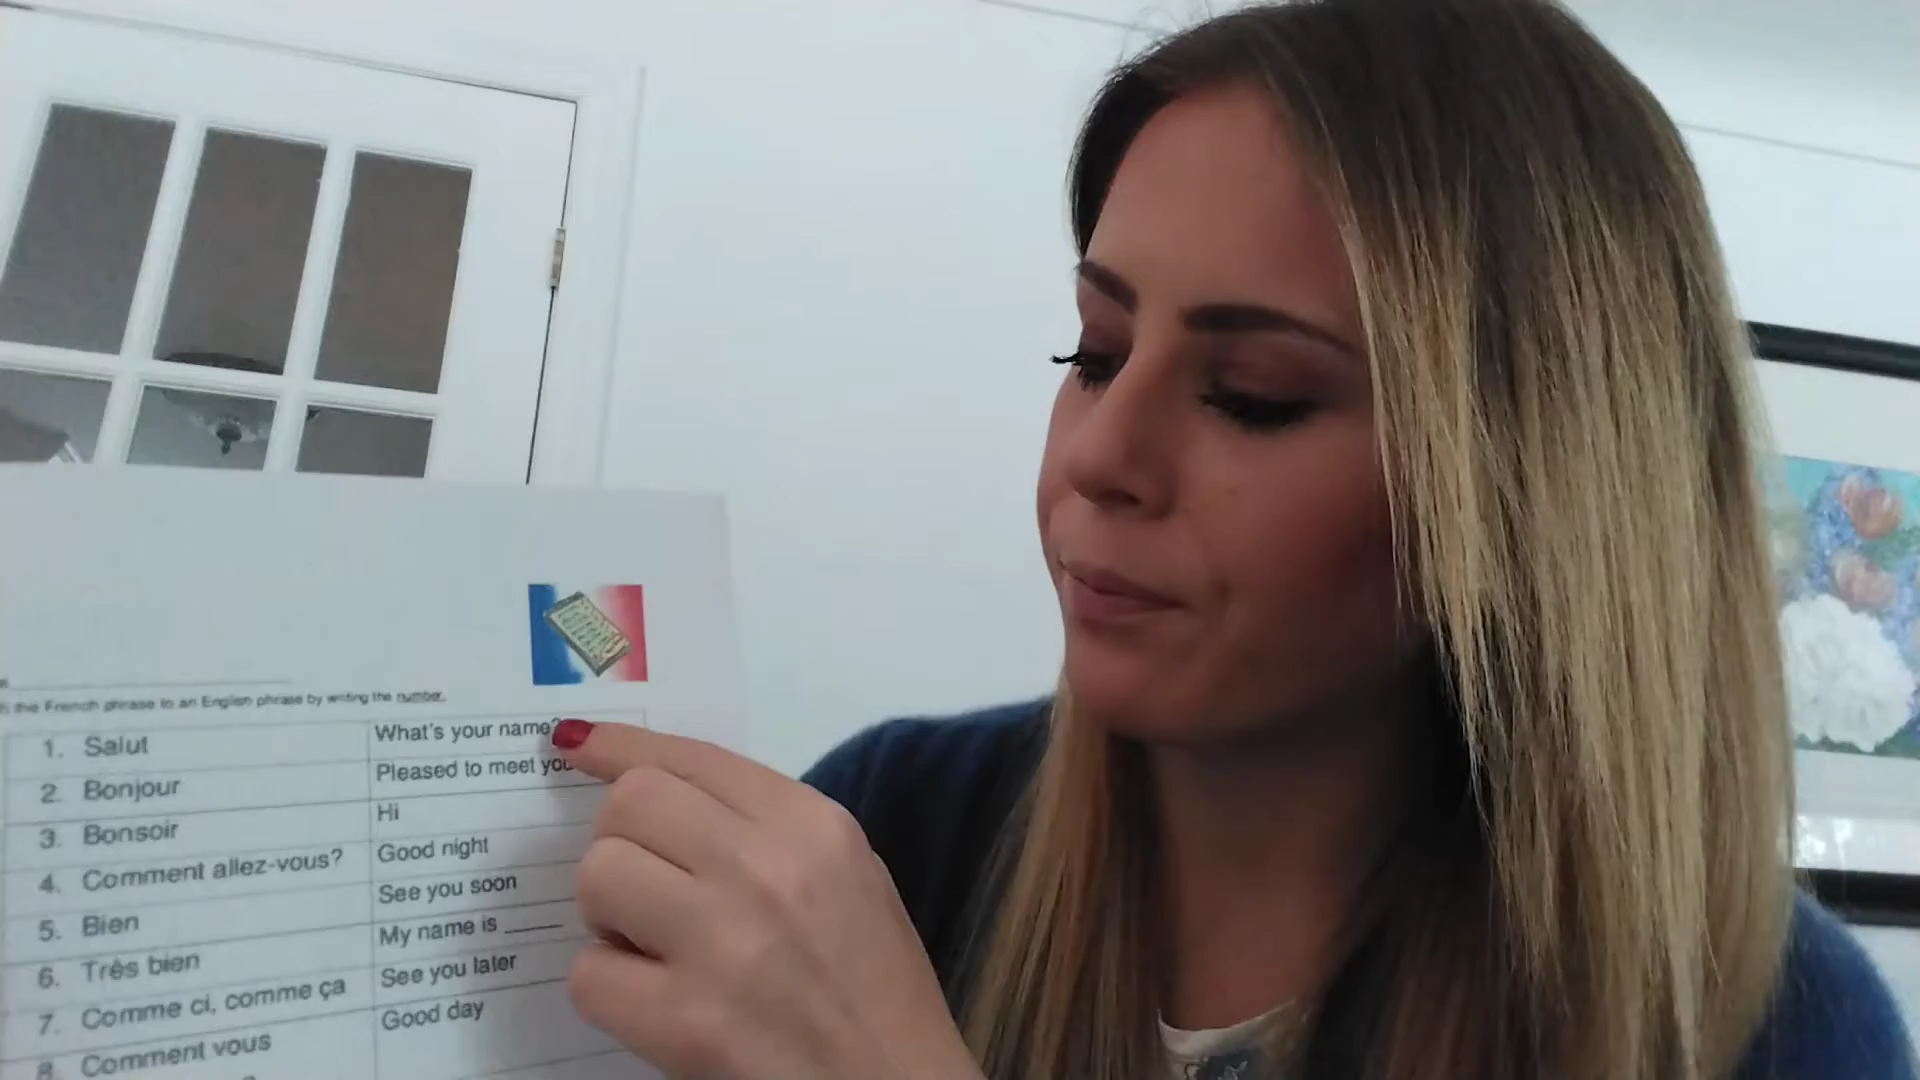 the French phrase to an English phrase by writing the number.
1. Salut
What's your name?
2. Bonjour
Pleased to meet you
3. Bonsoir
Hi
4. Comment allez-vous?
Good night
5. Bien
See you soon
6. Très bien
My name is _____
7. Comme ci, comme ça
See you later
8. Comment vous
Good day